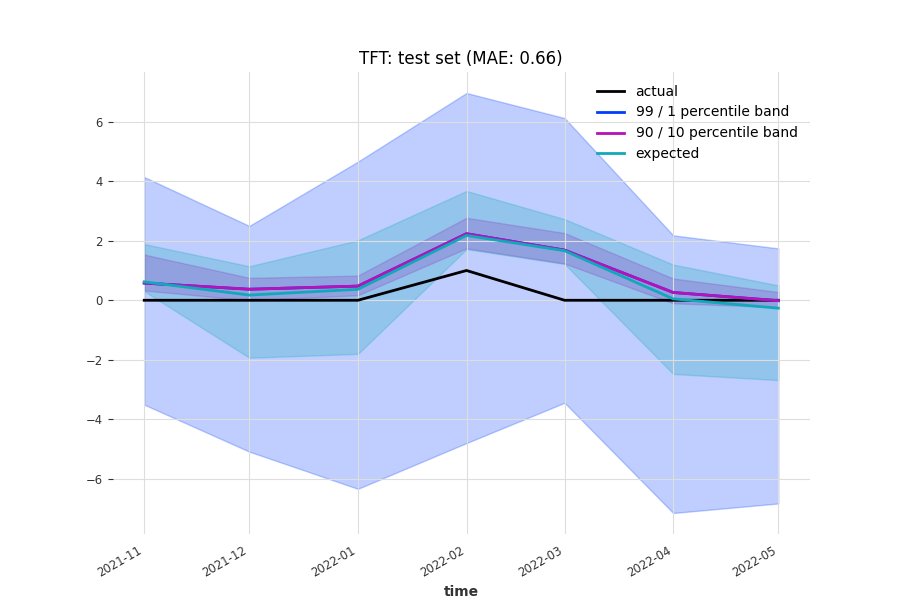 TFT: test set (MAE: 0.66)
actual
99 / 1 percentile band
90 / 10 percentile band
expected
6
4
2
0
−2
−4
−6
2021-11
2021-12
2022-01
2022-02
2022-03
2022-04
2022-05
time